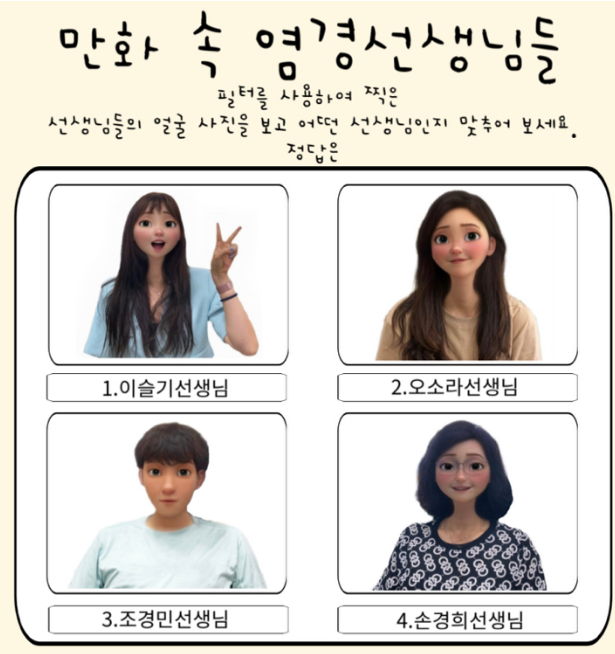 만화 속 염경선생님들
필터를 사용하여 찍은
선생님들의 얼굴 사진을 보고 어떤 선생님인지 맞추어 보세요.
정답은
1.이슬기선생님
2.오소라선생님
3.조경민선생님
4.손경희선생님